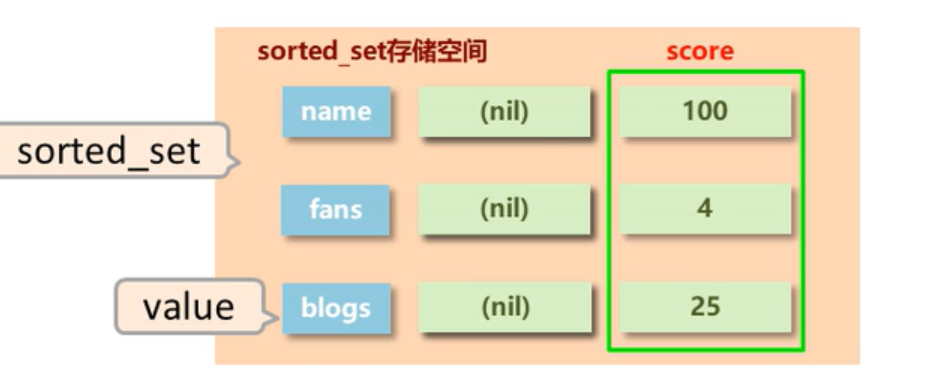 sorted_set存储空间 score
name (nil) 100
sorted_set
fans (nil) 4
value
blogs (nil) 25